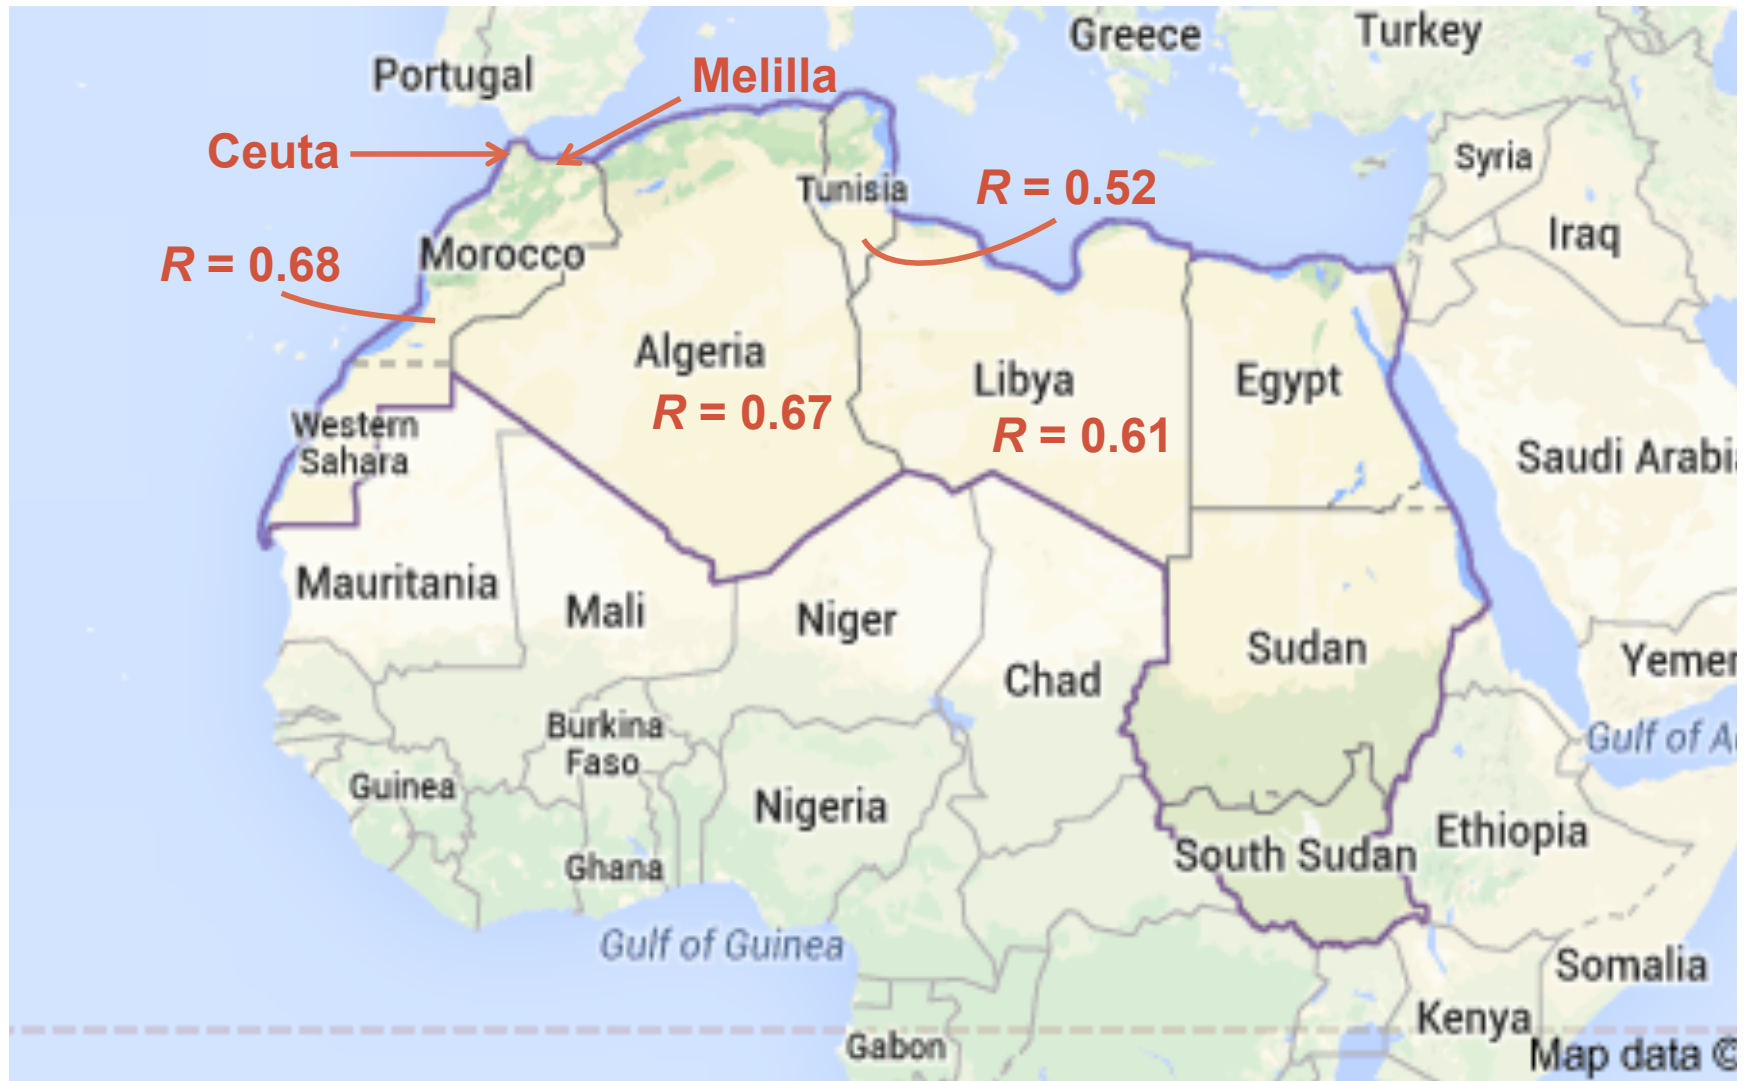 Greece
Turkey
Portugal
Melilla
Ceuta
Syria
Tunisia
R = 0.52
Iraq
Morocco
R = 0.68
Algeria
R = 0.67
Libya
R = 0.61
Egypt
Western
Sahara
Saudi Arabi
Mauritania
Mali
Niger
Chad
Sudan
Yemer
Burkina
Faso
Guinea
Nigeria
Ghana
Gulf of A
South Sudan
Ethiopia
Gulf of Guinea
Somalia
Kenya
Gabon
Map data ©